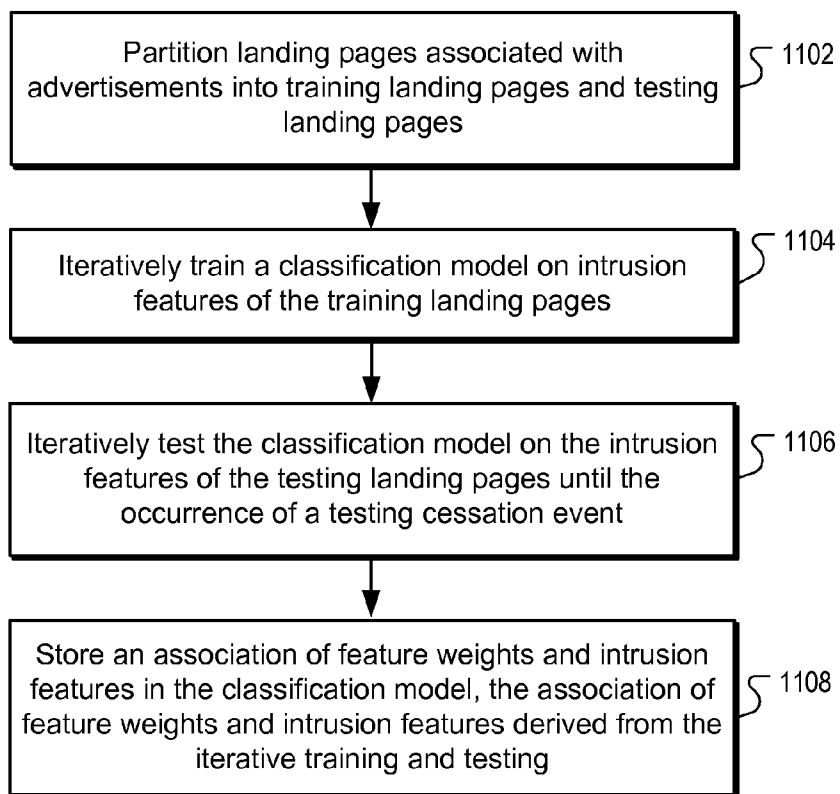 Partition landing pages associated with
advertisements into training landing pages and testing
landing pages
1102
Iteratively train a classification model on intrusion
features of the training landing pages
1104
Iteratively test the classification model on the intrusion
features of the testing landing pages until the
occurrence of a testing cessation event
1106
Store an association of feature weights and intrusion
features in the classification model, the association of
feature weights and intrusion features derived from the
iterative training and testing
1108